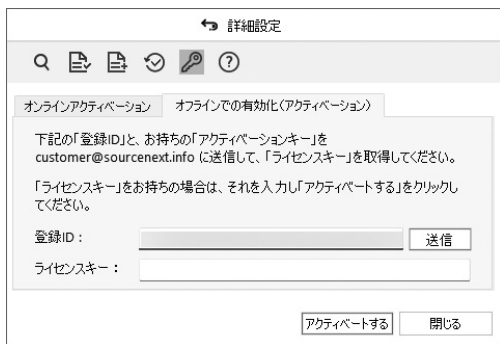 詳細設定
オンラインアクティベーション
オフラインでの有効化(アクティベーション)
下記の「登録ID」と、お持ちの「アクティベーションキー」を
customer@sourcenext.info に送信して、「ライセンスキー」を取得してください。
「ライセンスキー」をお持ちの場合は、それを入力し「アクティベートする」をクリックし
てください。
登録ID：
送信
ライセンスキー：
アクティベートする
閉じる